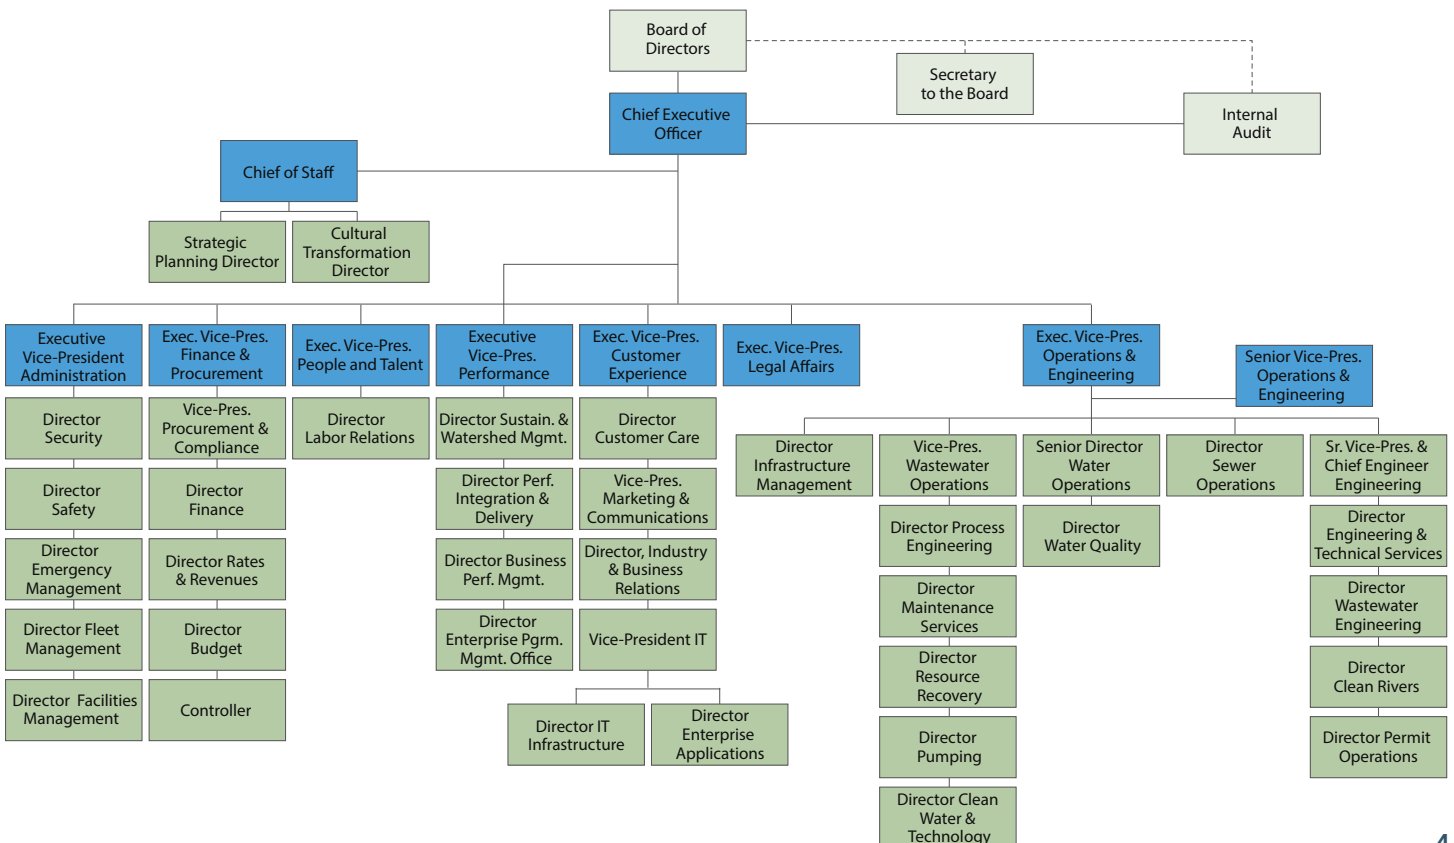 Board of
Directors
Secretary
to the Board
Chief Executive
Officer
Internal
Audit
Chief of Staff
Strategic
Planning Director
Cultural
Transformation
Director
Executive
Vice-President
Administration
Director
Security
Director
Safety
Director
Emergency
Management
Director Fleet
Management
Director Facilities
Management
Exec. Vice-Pres.
Finance &
Procurement
Vice-Pres.
Procurement &
Compliance
Director
Finance
Director Rates
& Revenues
Director
Budget
Controller
Exec. Vice-Pres.
People and Talent
Director
Labor Relations
Executive
Vice-Pres.
Performance
Director Sustain. &
Watershed Mgmt.
Director Perf.
Integration &
Delivery
Director Business
Perf. Mgmt.
Director
Enterprise Pgrm.
Mgmt. Office
Exec. Vice-Pres.
Customer
Experience
Director
Customer Care
Vice-Pres.
Marketing &
Communications
Director, Industry
& Business
Relations
Vice-President IT
Director IT
Infrastructure
Director
Enterprise
Applications
Exec. Vice-Pres.
Legal Affairs
Exec. Vice-Pres.
Operations &
Engineering
Senior Vice-Pres.
Operations &
Engineering
Director
Infrastructure
Management
Vice-Pres.
Wastewater
Operations
Director Process
Engineering
Director
Maintenance
Services
Director
Resource
Recovery
Director
Pumping
Director Clean
Water &
Technology
Senior Director
Water
Operations
Director
Water Quality
Director
Sewer
Operations
Sr. Vice-Pres. &
Chief Engineer
Engineering
Director
Engineering &
Technical Services
Director
Wastewater
Engineering
Director
Clean Rivers
Director Permit
Operations
4